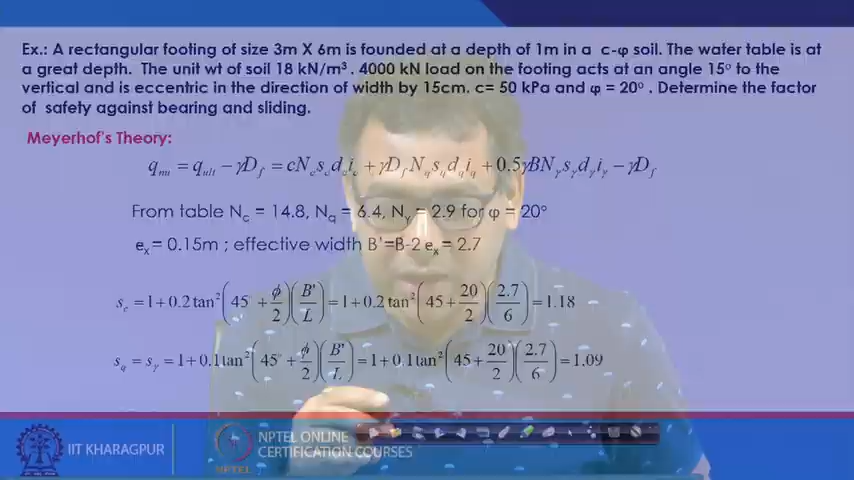 Ex.: A rectangular footing of size 3m X 6m is founded at a depth of 1m in a c-φ soil. The water table is at
a great depth. The unit wt of soil 18 kN/m³. 4000 kN load on the footing acts at an angle 15° to the
vertical and is eccentric in the direction of width by 15cm. c= 50 kPa and φ = 20°. Determine the factor
of safety against bearing and sliding.
Meyerhof's Theory:
q_nu = q_ult − γD_f = cN_c s_c d_c i_c + γD_f N_q s_q d_q i_q + 0.5γBN_γ s_γ d_γ i_γ − γD_f
From table N_c = 14.8, N_q = 6.4, N_γ = 2.9 for φ = 20°
e_x = 0.15m ; effective width B'=B-2 e_x = 2.7
s_c = 1+0.2 tan²(45 + φ/2)(B'/L) = 1+0.2 tan²(45 + 20/2)(2.7/6) = 1.18
s_q = s_γ = 1+0.1tan²(45° + φ/2)(B'/L) = 1+0.1tan²(45 + 20/2)(2.7/6) = 1.09
IIT KHARAGPUR
NPTEL
NPTEL ONLINE
CERTIFICATION COURSES